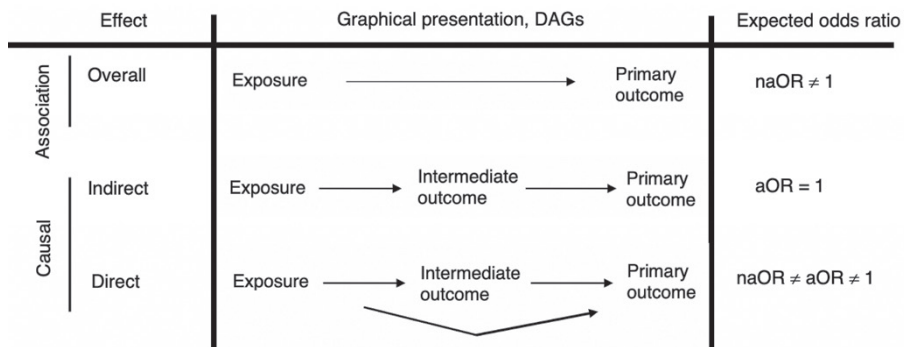 Effect Graphical presentation, DAGs Expected odds ratio
Association
Overall Exposure Primary outcome naOR ≠ 1
Causal
Indirect Exposure Intermediate outcome Primary outcome aOR = 1
Direct Exposure Intermediate outcome Primary outcome naOR ≠ aOR ≠ 1